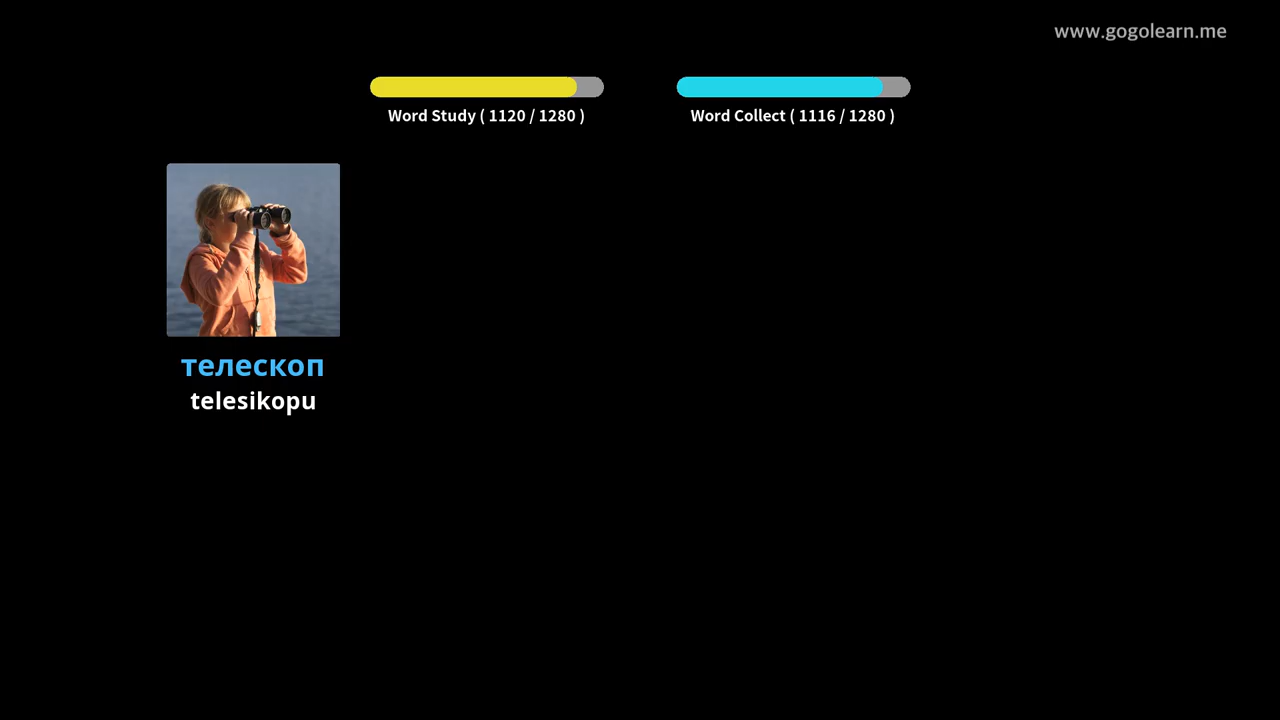 www.gogolearn.me
Word Study ( 1120 / 1280 )
Word Collect ( 1116 / 1280 )
телескоп
telesikopu